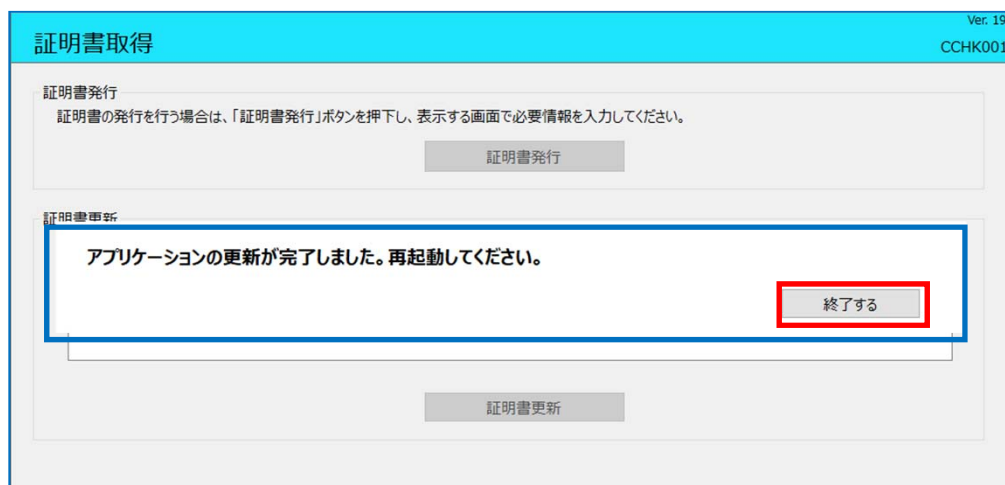 Ver. 19
証明書取得
CCHK001
証明書発行
証明書の発行を行う場合は、「証明書発行」ボタンを押下し、表示する画面で必要情報を入力してください。
証明書発行
証明書更新
アプリケーションの更新が完了しました。再起動してください。
終了する
証明書更新